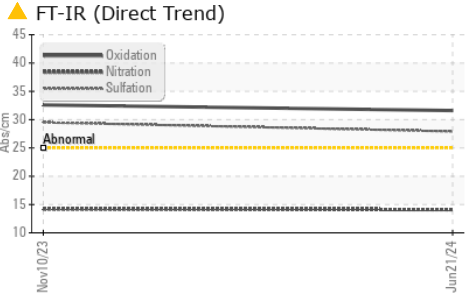 FT-IR (Direct Trend)
45
40
35
30
25
20
15
10
Abs/cm
Oxidation
Nitration
Sulfation
Abnormal
Nov10/23
Jun21/24